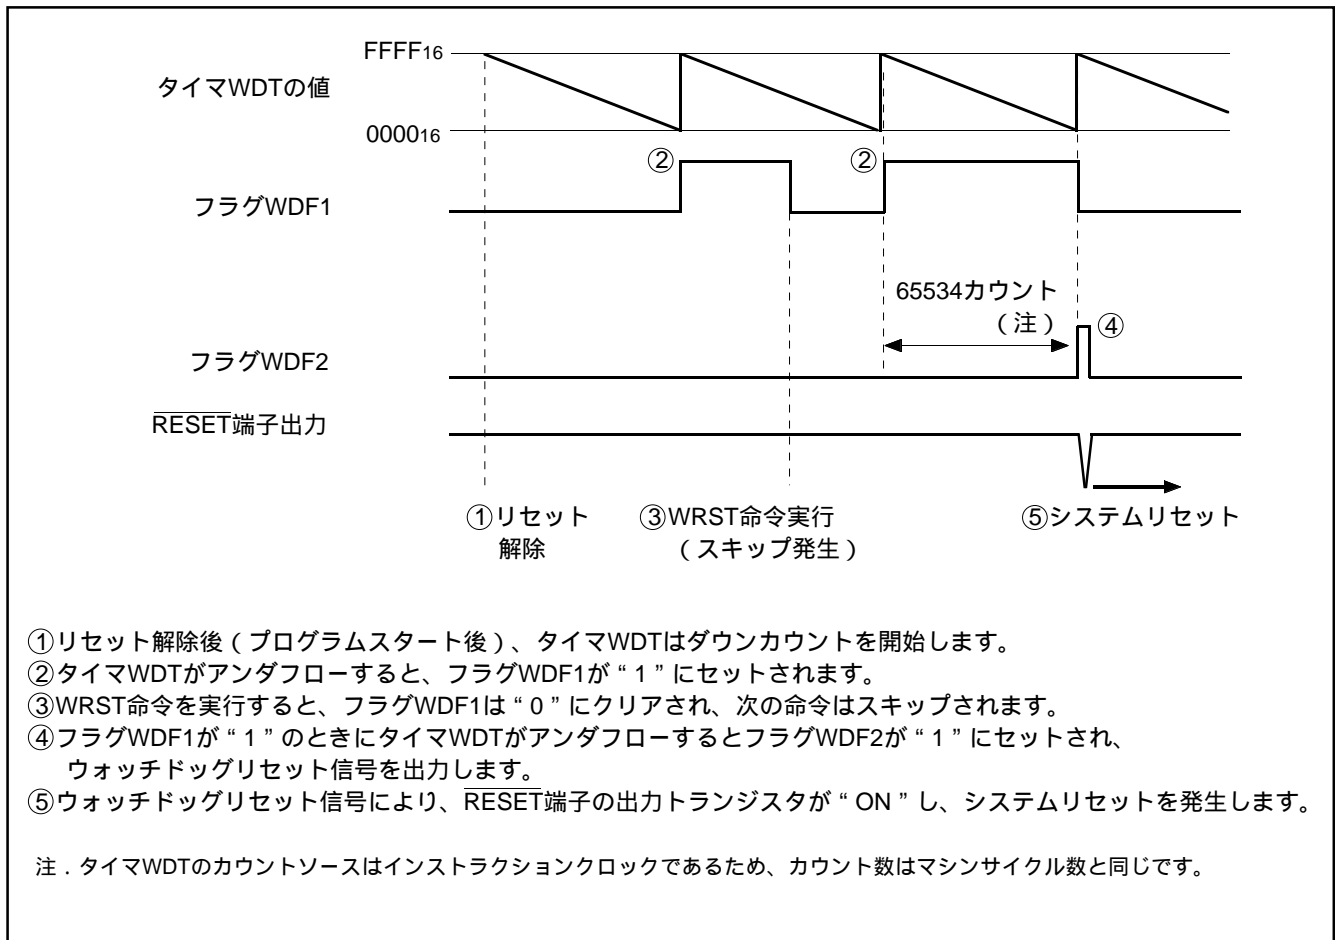 FFFF16
タイマWDTの値
000016
② ②
フラグWDF1
65534カウント
（注）
④
フラグWDF2
RESET端子出力
①リセット
解除
③WRST命令実行
（スキップ発生）
⑤システムリセット
①リセット解除後（プログラムスタート後）、タイマWDTはダウンカウントを開始します。
②タイマWDTがアンダフローすると、フラグWDF1が“1”にセットされます。
③WRST命令を実行すると、フラグWDF1は“0”にクリアされ、次の命令はスキップされます。
④フラグWDF1が“1”のときにタイマWDTがアンダフローするとフラグWDF2が“1”にセットされ、
ウォッチドッグリセット信号を出力します。
⑤ウォッチドッグリセット信号により、RESET端子の出力トランジスタが“ON”し、システムリセットを発生します。
注．タイマWDTのカウントソースはインストラクションクロックであるため、カウント数はマシンサイクル数と同じです。